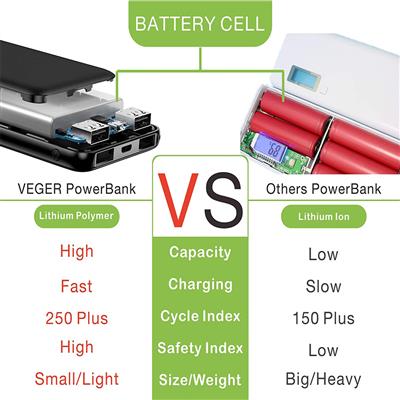 BATTERY CELL
VEGER PowerBank
VS
Others PowerBank
Lithium Polymer
Lithium Ion
High
Capacity
Low
Fast
Charging
Slow
250 Plus
Cycle Index
150 Plus
High
Safety Index
Low
Small/Light
Size/Weight
Big/Heavy